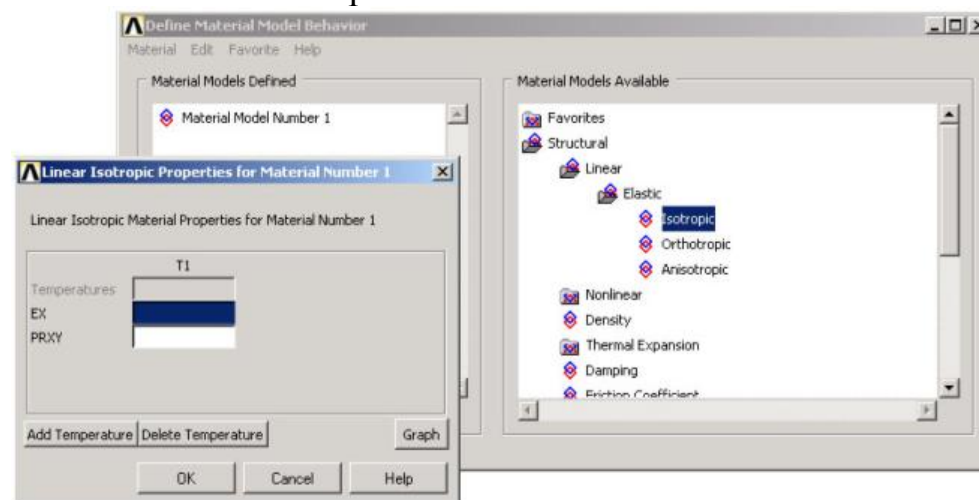 Define Material Model Behavior
Material Edit Favorite Help
Material Models Defined
Material Model Number 1
Material Models Available
Favorites
Structural
Linear
Elastic
Isotropic
Orthotropic
Anisotropic
Nonlinear
Density
Thermal Expansion
Damping
Friction Coefficient
Linear Isotropic Properties for Material Number 1
Linear Isotropic Material Properties for Material Number 1
T1
Temperatures
EX
PRXY
Add Temperature Delete Temperature Graph
OK Cancel Help